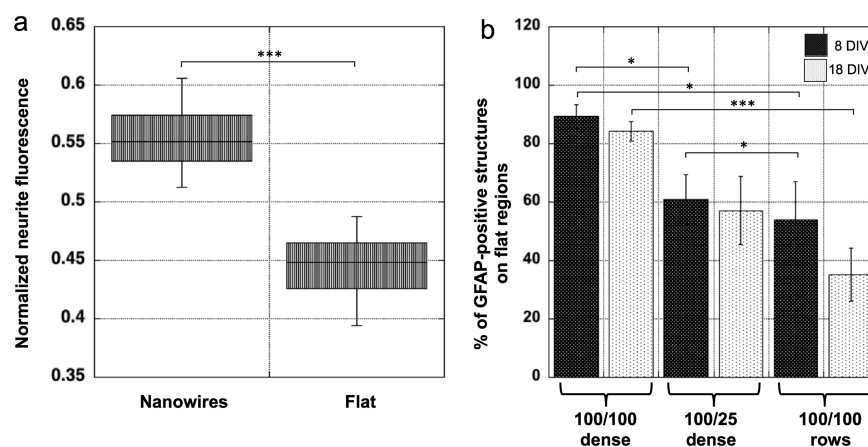 a
Normalized neurite fluorescence
0.65
0.6
0.55
0.5
0.45
0.4
0.35
***
Nanowires
Flat
b
% of GFAP-positive structures
on flat regions
120
100
80
60
40
20
0
8 DIV
18 DIV
*
*
***
*
100/100
dense
100/25
dense
100/100
rows